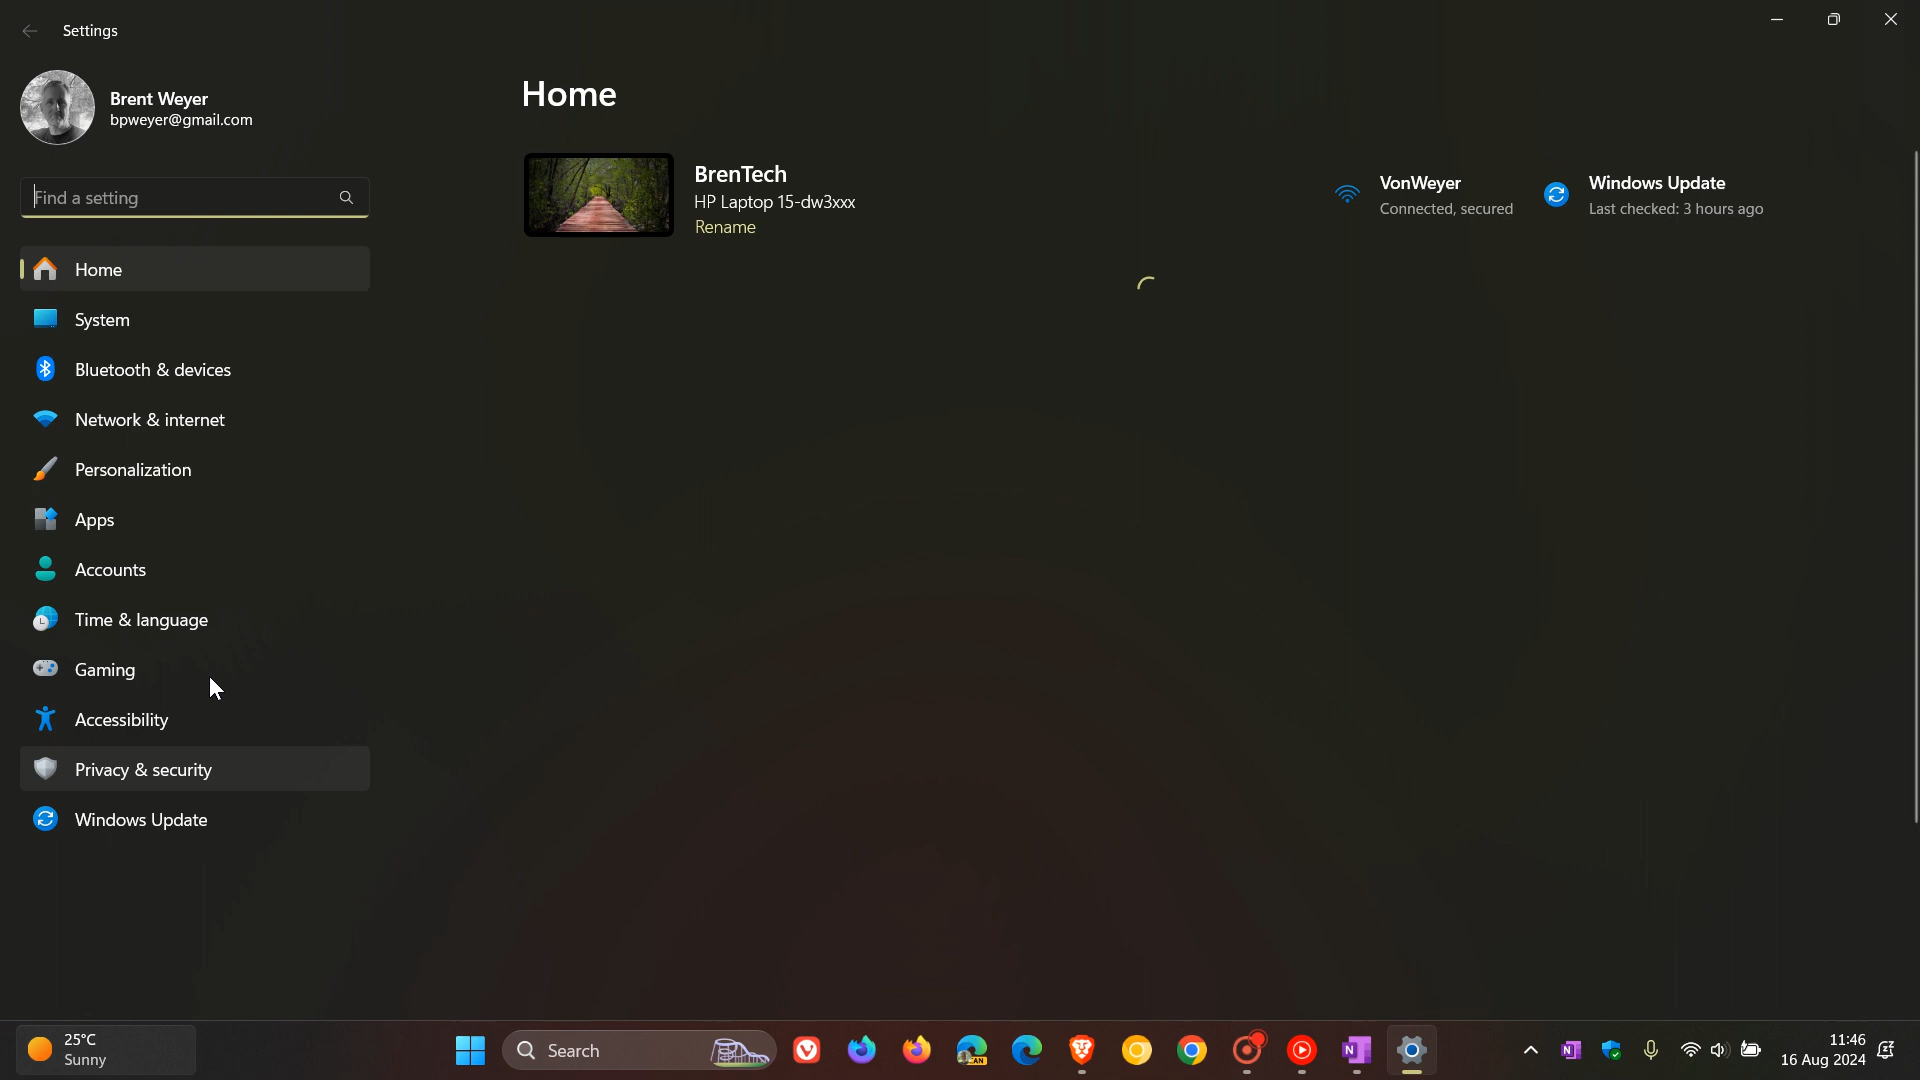 Settings
Brent Weyer
bpweyer@gmail.com
Find a setting
Home
System
Bluetooth & devices
Network & internet
Personalization
Apps
Accounts
Time & language
Gaming
Accessibility
Privacy & security
Windows Update
Home
BrenTech
HP Laptop 15-dw3xxx
Rename
VonWeyer
Connected, secured
Windows Update
Last checked: 3 hours ago
25°C
Sunny
Search
CAN
11:46
16 Aug 2024